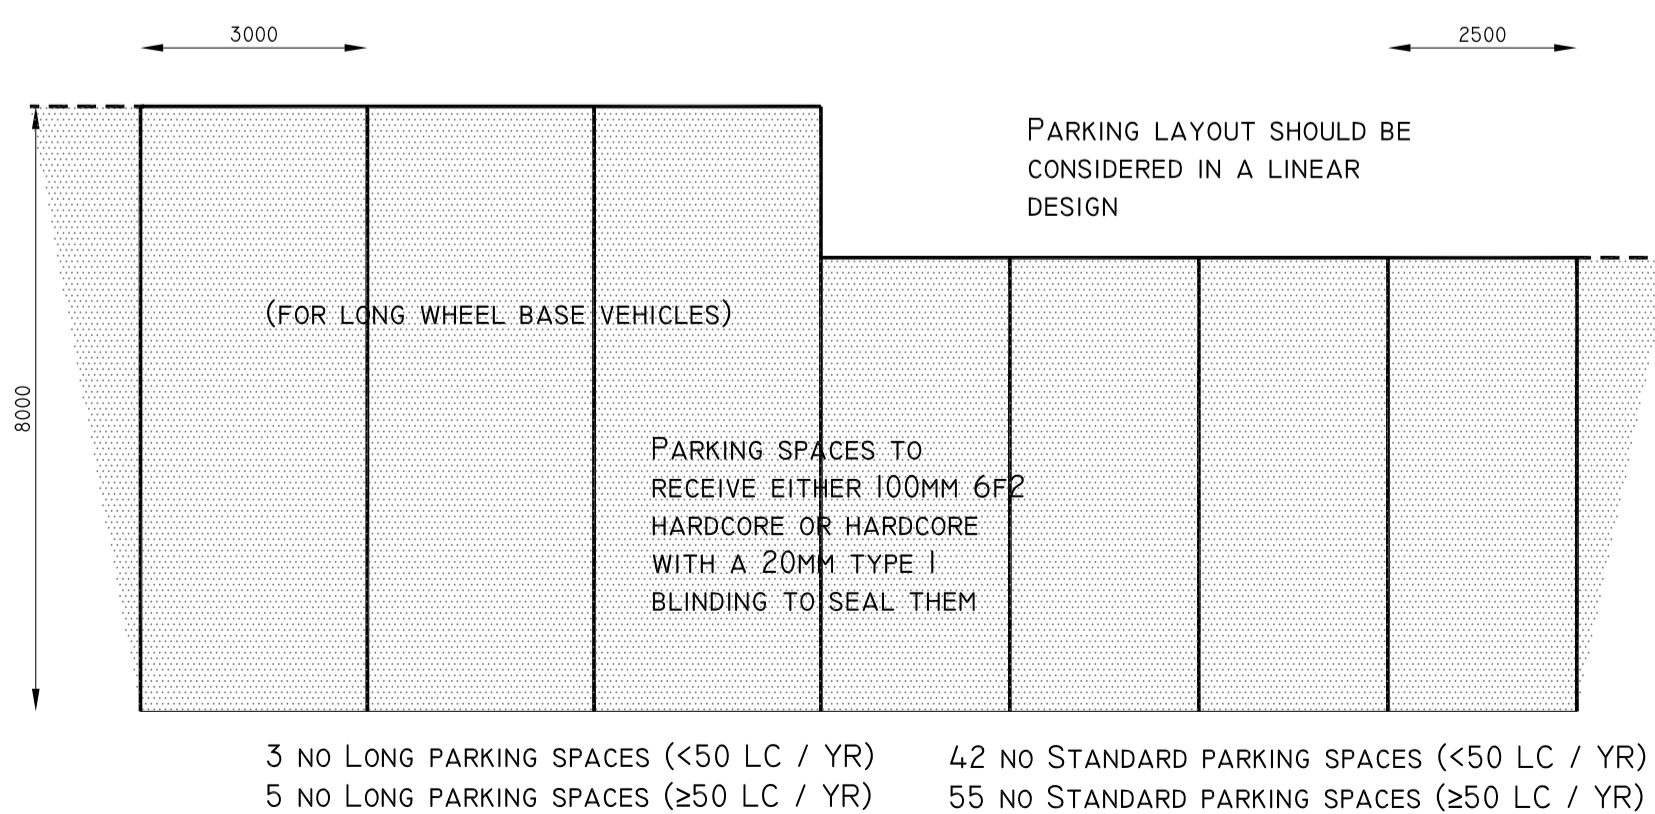 3000
2500
Parking layout should be
considered in a linear
design
(for long wheel base vehicles)
8000
Parking spaces to
receive either 100mm 6f2
hardcore or hardcore
with a 20mm type 1
blinding to seal them
3 no Long parking spaces (<50 LC / YR)
5 no Long parking spaces (≥50 LC / YR)
42 no Standard parking spaces (<50 LC / YR)
55 no Standard parking spaces (≥50 LC / YR)